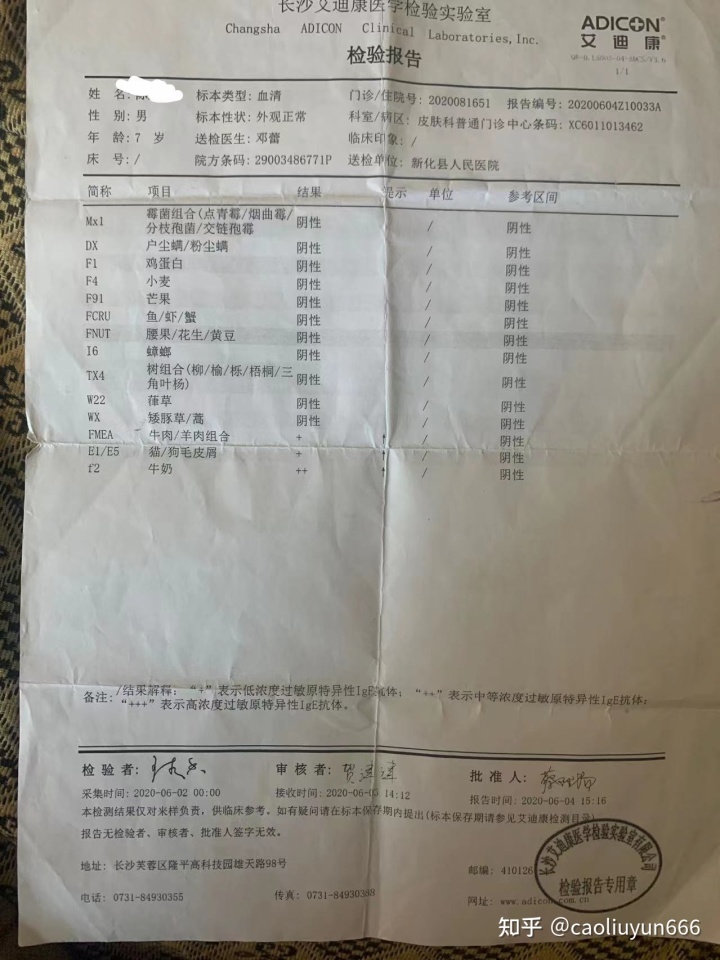 长沙艾迪康医学检验实验室
Changsha ADICON Clinical Laboratories,Inc.
ADICON®
艾迪康®
检验报告
1/1
姓 名: 标本类型: 血清 门诊/住院号: 2020081651 报告编号: 20200604Z10033A
性 别: 男 标本性状: 外观正常 科室/病区: 皮肤科普通门诊中心条码: XC6011013462
年 龄: 7 岁 送检医生: 邓蕾 临床印象: /
床 号: / 院方条码: 29003486771P 送检单位: 新化县人民医院
简称 项目 结果 提示 单位 参考区间
Mx1 霉菌组合(点青霉/烟曲霉/分枝孢菌/交链孢霉 阴性 / 阴性
DX 户尘螨/粉尘螨 阴性 / 阴性
F1 鸡蛋白 阴性 / 阴性
F4 小麦 阴性 / 阴性
F91 芒果 阴性 / 阴性
FCRU 鱼/虾/蟹 阴性 / 阴性
FNUT 腰果/花生/黄豆 阴性 / 阴性
I6 蟑螂 阴性 / 阴性
TX4 树组合(柳/榆/栎/梧桐/三角叶杨) 阴性 / 阴性
W22 葎草 阴性 / 阴性
WX 矮豚草/蒿 阴性 / 阴性
FMEA 牛肉/羊肉组合 + ↑ / 阴性
E1/E5 猫/狗毛皮屑 + ↑ / 阴性
f2 牛奶 ++ ↑ / 阴性
备注: /结果解释: “+”表示低浓度过敏原特异性IgE抗体; “++”表示中等浓度过敏原特异性IgE抗体;
“+++”表示高浓度过敏原特异性IgE抗体。
检 验 者: 审 核 者: 批 准 人:
采集时间: 2020-06-02 00:00 接收时间: 2020-06-03 14:12 报告时间: 2020-06-04 15:16
本检测结果仅对来样负责，供临床参考。如有疑问请在标本保存期内提出(标本保存期请参见艾迪康检测目录)
报告无检验者、审核者、批准人签字无效。
地址: 长沙芙蓉区隆平高科技园雄天路98号 邮编: 410126
电话: 0731-84930355 传真: 0731-84930388 网址: www.adicon.com.cn
长沙艾迪康医学检验实验室有限公司
检验报告专用章
知乎 @caoliuyun666